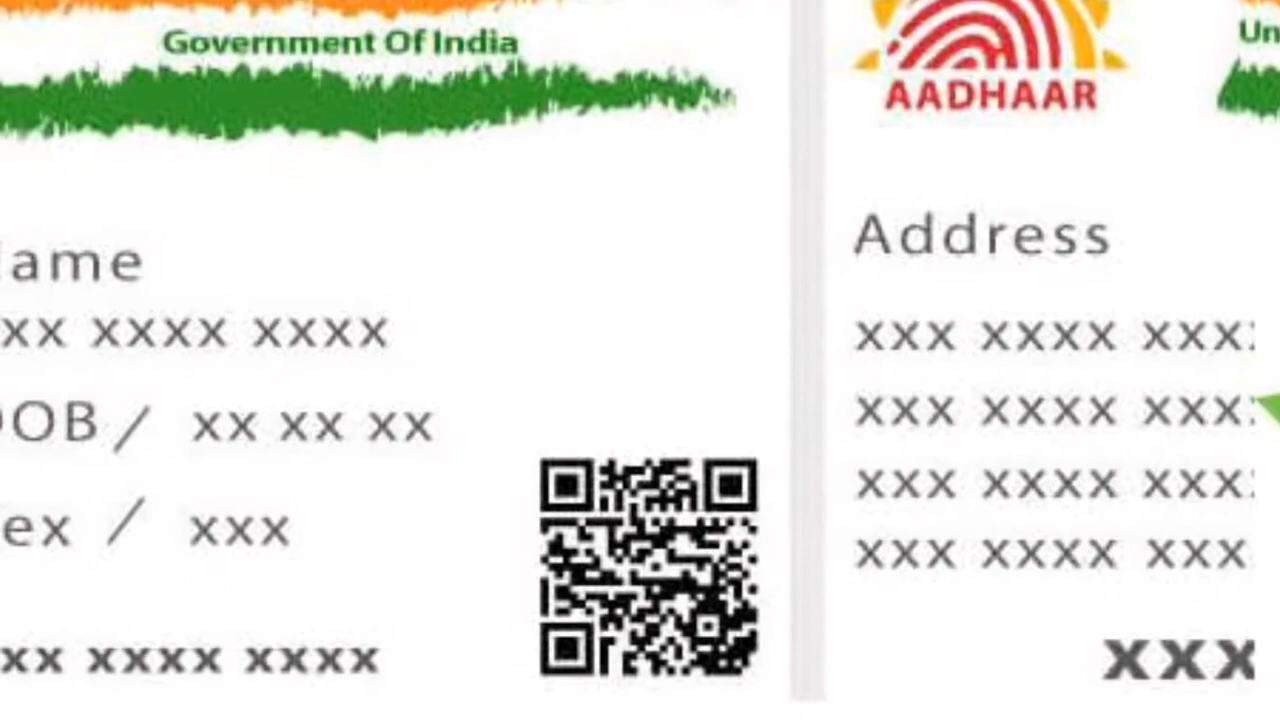 Government Of India
ame
xx xxxx xxxx
OB / xx xx xx
ex / xxx
xx xxxx xxxx
AADHAAR
Un
Address
xxx xxxx xxx
xxx xxxx xxx
xxx xxxx xxx
xxx xxxx xxx
xxx